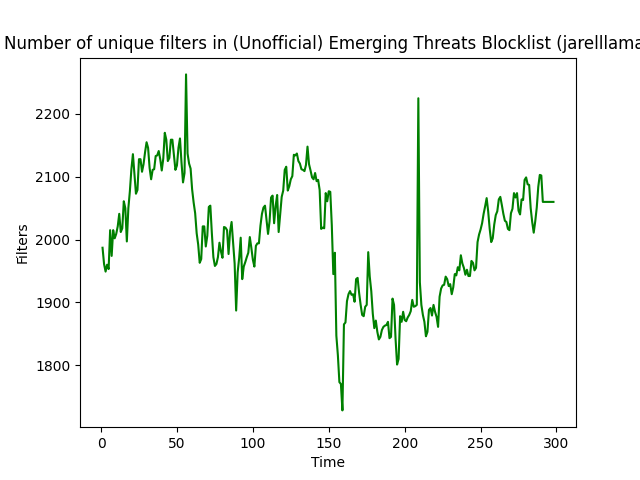 Number of unique filters in (Unofficial) Emerging Threats Blocklist (jarelllama
2200
2100
2000
1900
1800
Filters
0 50 100 150 200 250 300
Time